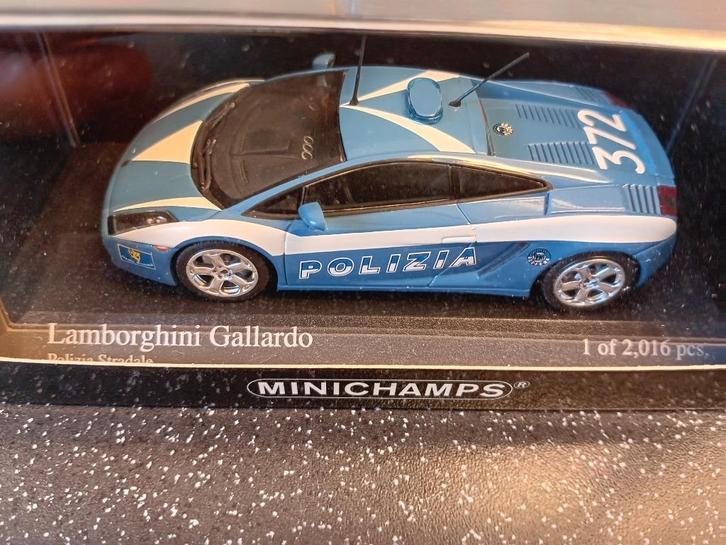 372
POLIZIA
Lamborghini Gallardo
1 of 2,016 pcs.
Polizia Stradale
MINICHAMPS®